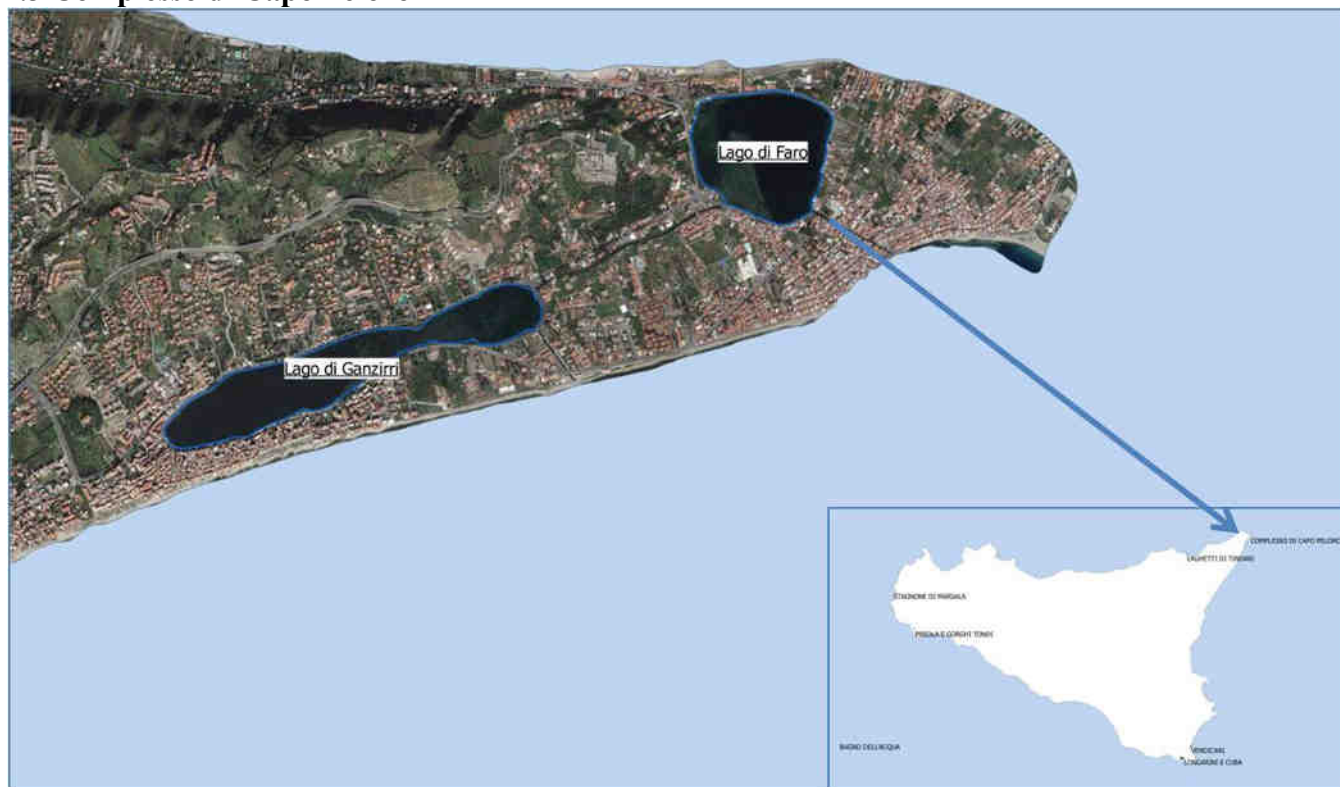 Lago di Faro
Lago di Ganzirri
COMPLESSO DI CAPO PELORO
LAGHETTI DI TINDARI
STAGNONE DI MARSALA
PREOLA E GORGHI TONDI
BAGNO DELL'ACQUA
VENDICARI
LONGARINI E CUBA